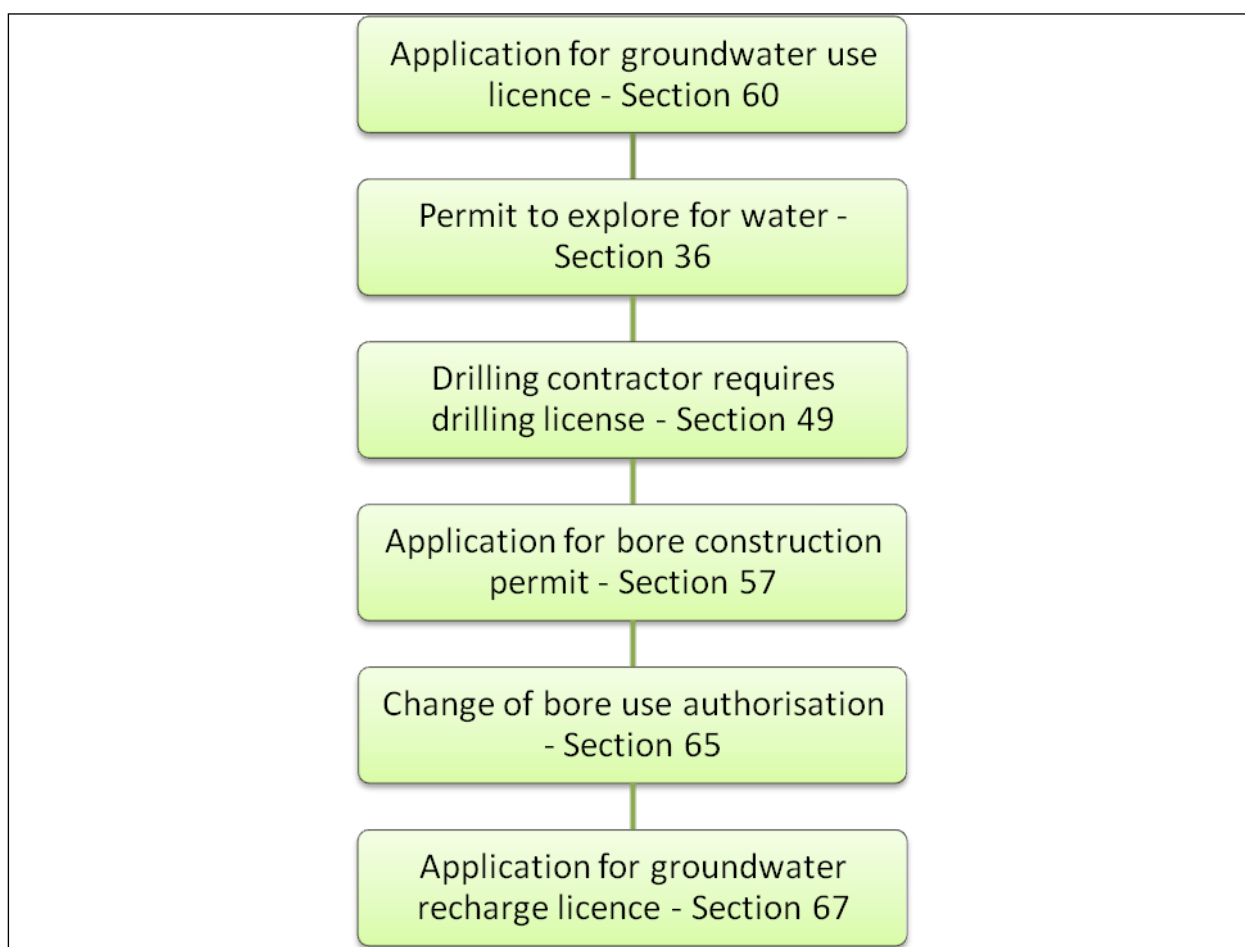 Application for groundwater use
licence - Section 60
Permit to explore for water -
Section 36
Drilling contractor requires
drilling license - Section 49
Application for bore construction
permit - Section 57
Change of bore use authorisation
- Section 65
Application for groundwater
recharge licence - Section 67